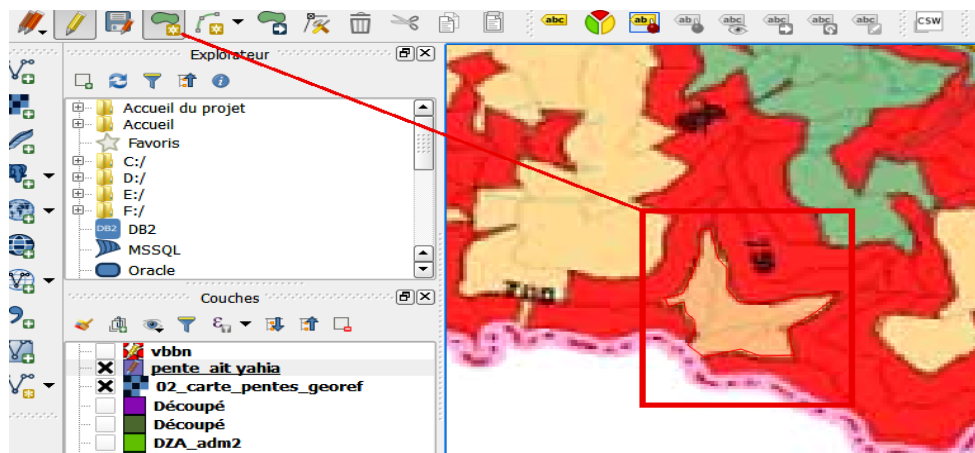 abc abc abc abc abc abc abc CSW
Explorateur
Accueil du projet
Accueil
Favoris
C:/
D:/
E:/
F:/
DB2 DB2
MSSQL
Oracle
Couches
vbbn
pente_ait yahia
02_carte_pentes_georef
Découpé
Découpé
DZA_adm2